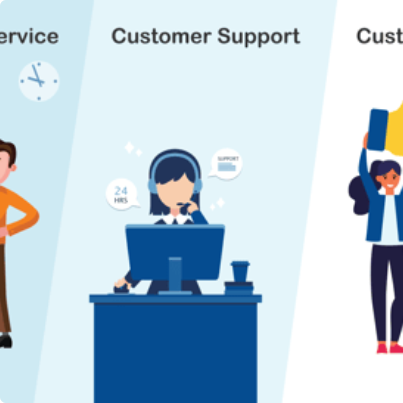 ervice
Customer Support
Cust
SUPPORT
24
HRS